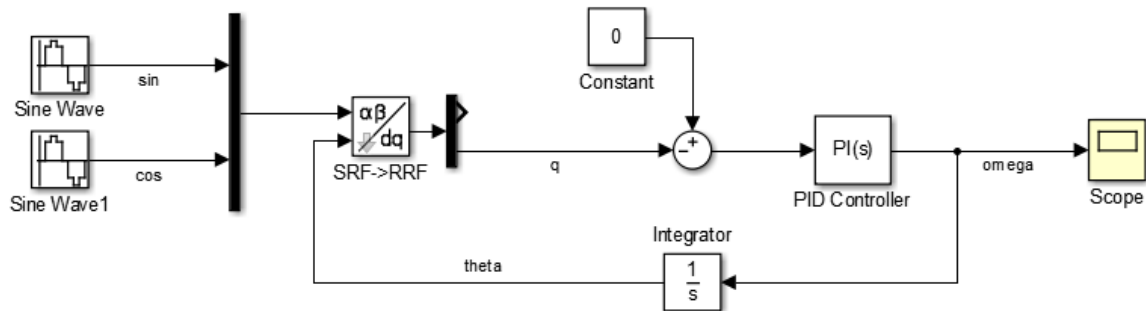 sin
Sine Wave
cos
Sine Wave1
αβ
dq
SRF->RRF
q
0
Constant
PI(s)
PID Controller
omega
Scope
Integrator
1
s
theta